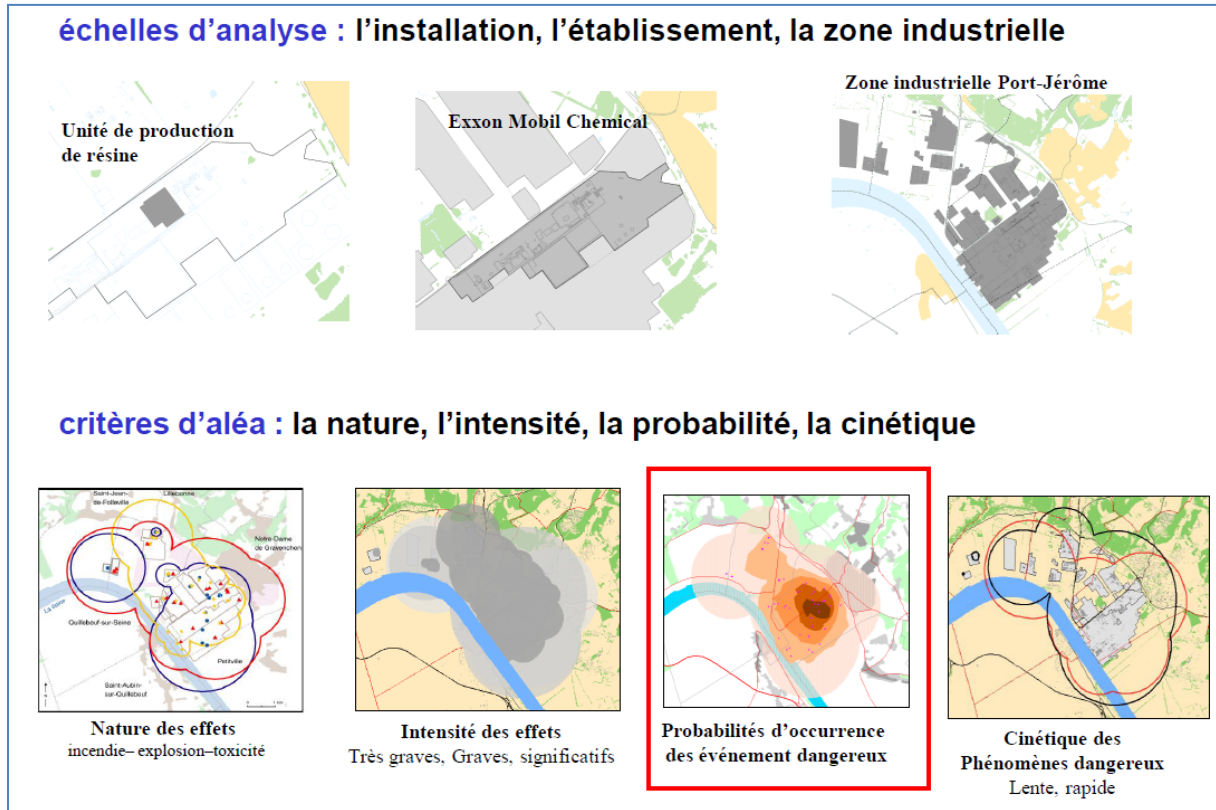 échelles d'analyse : l'installation, l'établissement, la zone industrielle
Unité de production
de résine
Exxon Mobil Chemical
Zone industrielle Port-Jérôme
critères d'aléa : la nature, l'intensité, la probabilité, la cinétique
Saint-Jean-
de-Folleville
Lillebonne
Notre-Dame
de Gravenchon
La Seine
Quillebeuf-sur-Seine
Petitville
Saint-Aubin
-sur-Quillebeuf
Nature des effets
incendie– explosion–toxicité
Intensité des effets
Très graves, Graves, significatifs
Probabilités d'occurrence
des événement dangereux
Cinétique des
Phénomènes dangereux
Lente, rapide